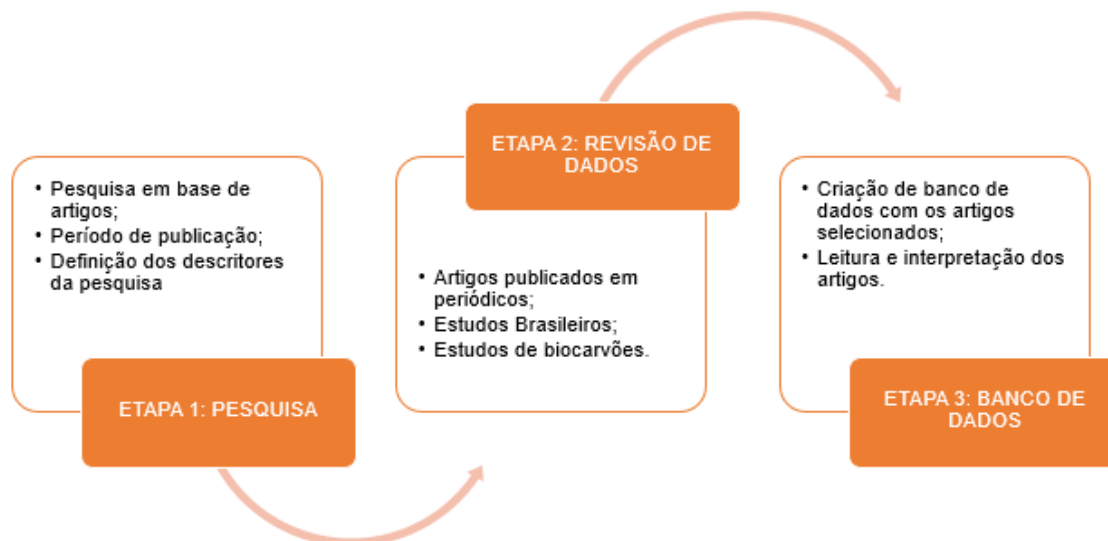 • Pesquisa em base de
artigos;
• Período de publicação;
• Definição dos descritores
da pesquisa
ETAPA 1: PESQUISA
ETAPA 2: REVISÃO DE
DADOS
• Artigos publicados em
periódicos;
• Estudos Brasileiros;
• Estudos de biocarvões.
• Criação de banco de
dados com os artigos
selecionados;
• Leitura e interpretação dos
artigos.
ETAPA 3: BANCO DE
DADOS